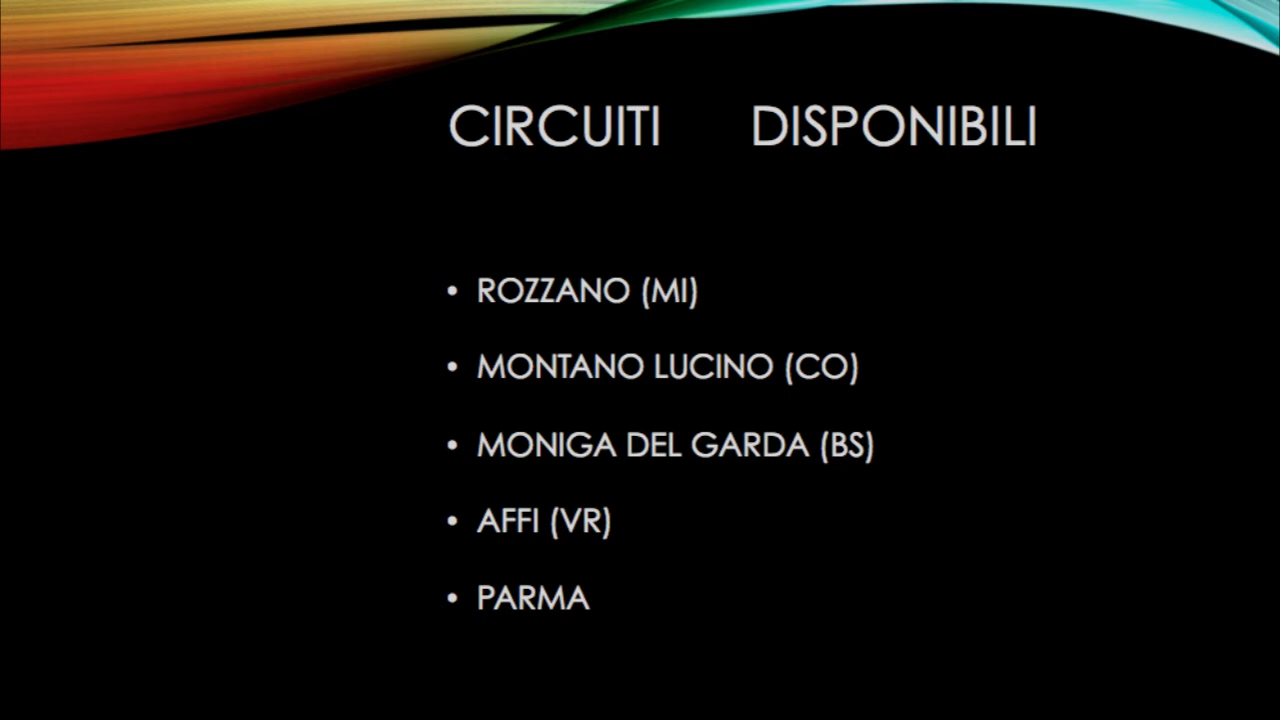 CIRCUITI DISPONIBILI
• ROZZANO (MI)
• MONTANO LUCINO (CO)
• MONIGA DEL GARDA (BS)
• AFFI (VR)
• PARMA